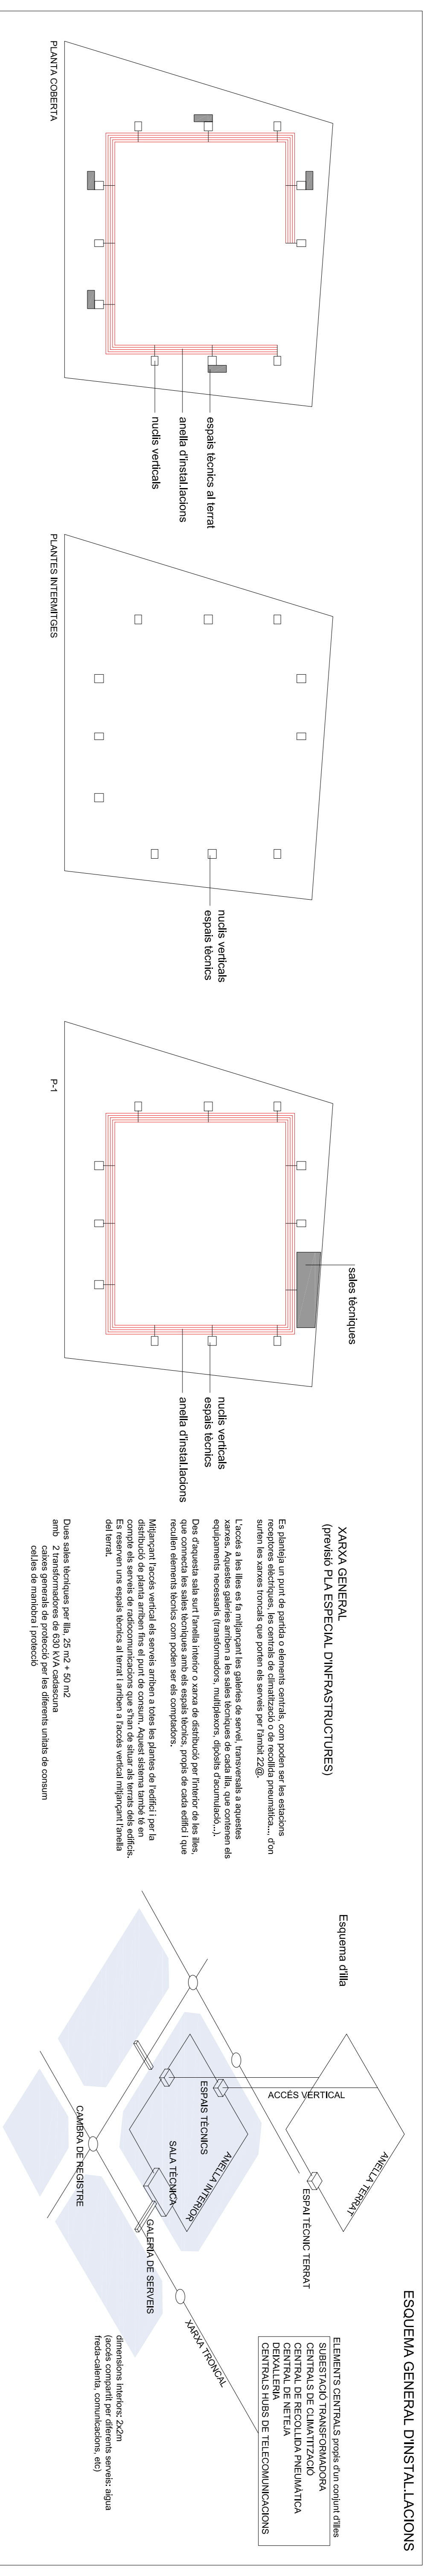 ESQUEMA GENERAL D'INSTAL.LACIONS
PLANTA COBERTA
espais tècnics al terrat
anella d'instal.lacions
nuclis verticals
PLANTES INTERMITGES
nuclis verticals
espais tècnics
P-1
sales tècniques
nuclis verticals
espais tècnics
anella d'instal.lacions
XARXA GENERAL
(previsió PLA ESPECIAL D'INFRASTRUCTURES)
Es planteja un punt de partida o elements centrals, com poden ser les estacions
receptores elèctriques, les centrals de climatització o de recollida pneumàtica..., d'on
surten les xarxes troncals que porten els serveis per l'àmbit 22@.
L'accés a les illes es fa mitjançant les galeries de servei, transversals a aquestes
xarxes. Aquestes galeries arriben a les sales tècniques de cada illa, que contenen els
equipaments necessaris (transformadors, multiplexors, dipòsits d'acumulació...).
Des d'aquesta sala surt l'anella interior o xarxa de distribució per l'interior de les illes,
que connecta les sales tècniques amb els espais tècnics, propis de cada edifici i que
recullen elements tècnics com poden ser els comptadors.
Mitjançant l'accés vertical els serveis arriben a totes les plantes de l'edifici i per la
distribució de planta arriben fins el punt de consum. Aquest sistema també té en
compte els serveis de radiocomunicacions que s'han de situar als terrats dels edificis.
Es reserven uns espais tècnics al terrat i arriben a l'accés vertical mitjançant l'anella
del terrat.
Dues sales tècniques per illa: 25 m2 + 50 m2
amb 2 transformadores de 630 kVA cadascuna
caixes generals de protecció per les diferents unitats de consum
cel.les de maniobra i protecció
Esquema d'illa
ANELLA TERRAT
ESPAI TÈCNIC TERRAT
ACCÉS VERTICAL
ANELLA INTERIOR
ESPAIS TÈCNICS
SALA TÈCNICA
GALERIA DE SERVEIS
CAMBRA DE REGISTRE
XARXA TRONCAL
ELEMENTS CENTRALS propis d'un conjunt d'illes
SUBESTACIÓ TRANSFORMADORA
CENTRALS DE CLIMATITZACIÓ
CENTRAL DE RECOLLIDA PNEUMÀTICA
CENTRAL DE NETEJA
DEIXALLERIA
CENTRALS HUBS DE TELECOMUNICACIONS
dimensions interiors: 2x2m
(accés compartit per diferents serveis: aigua
freda-calenta, comunicacions, etc)